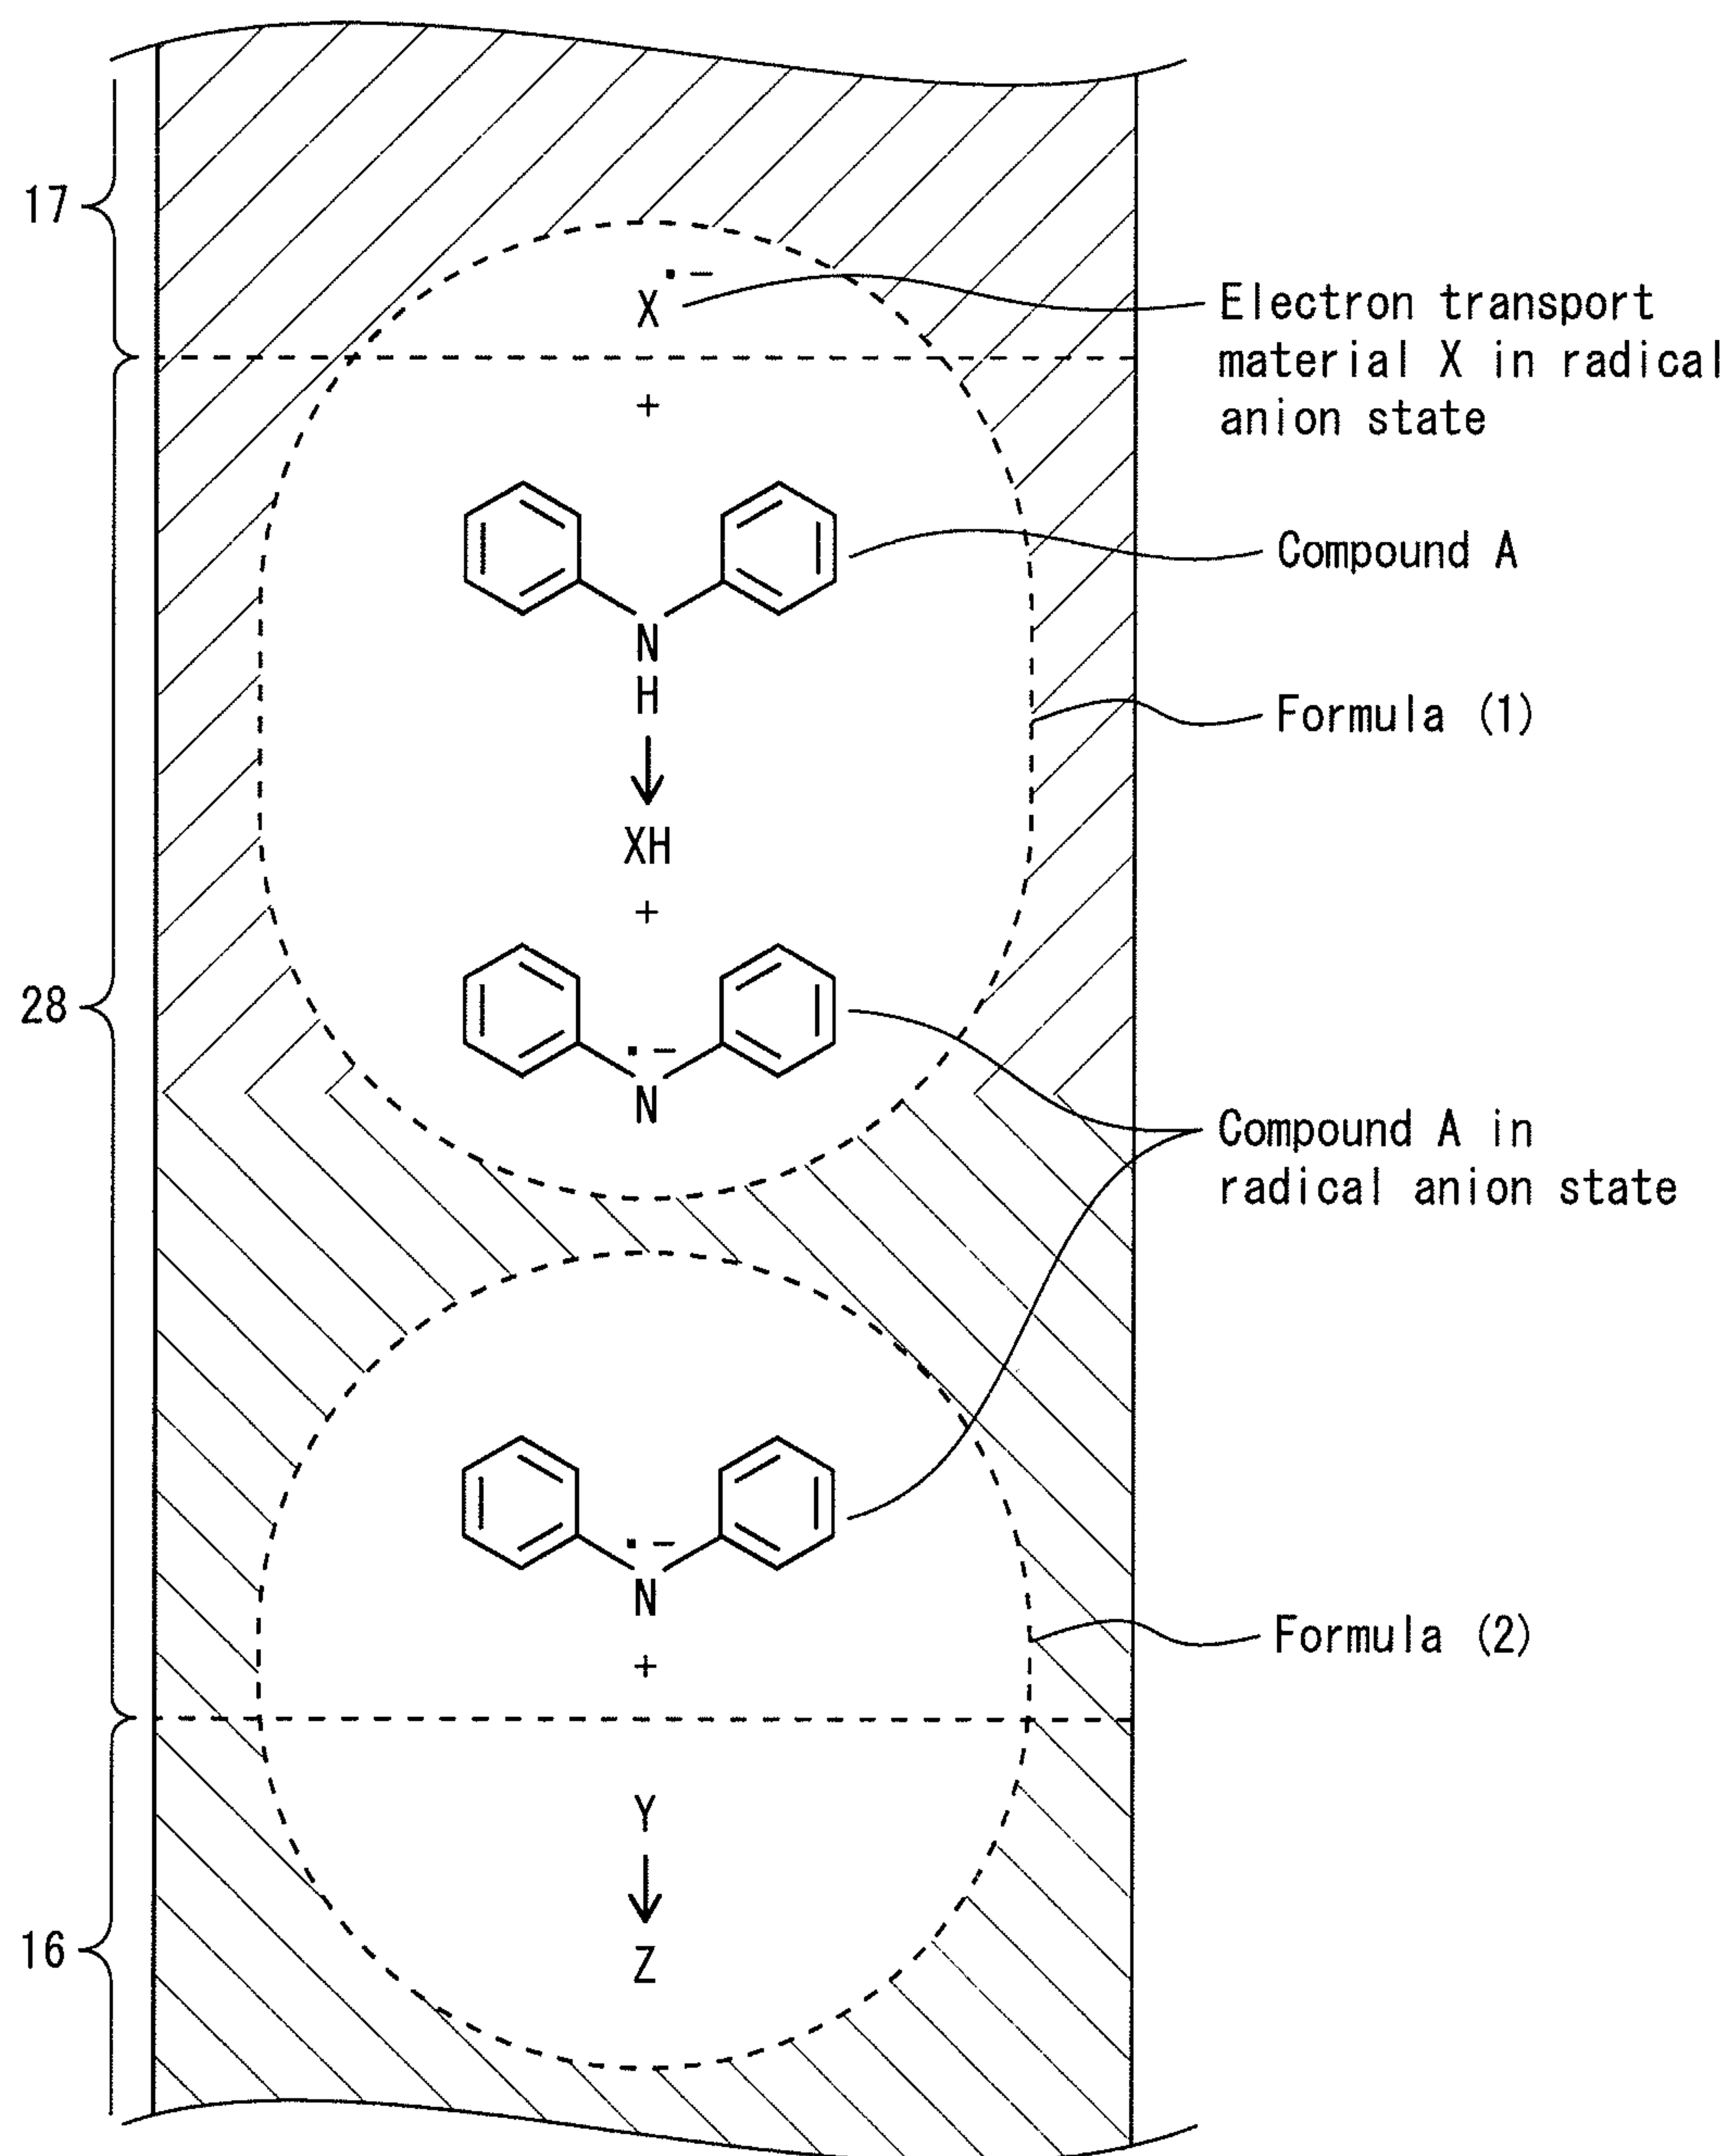 17
X
·−
Electron transport
material X in radical
anion state
+
Compound A
N
H
Formula (1)
XH
+
28
·−
N
Compound A in
radical anion state
·−
N
Formula (2)
+
Y
16
Z